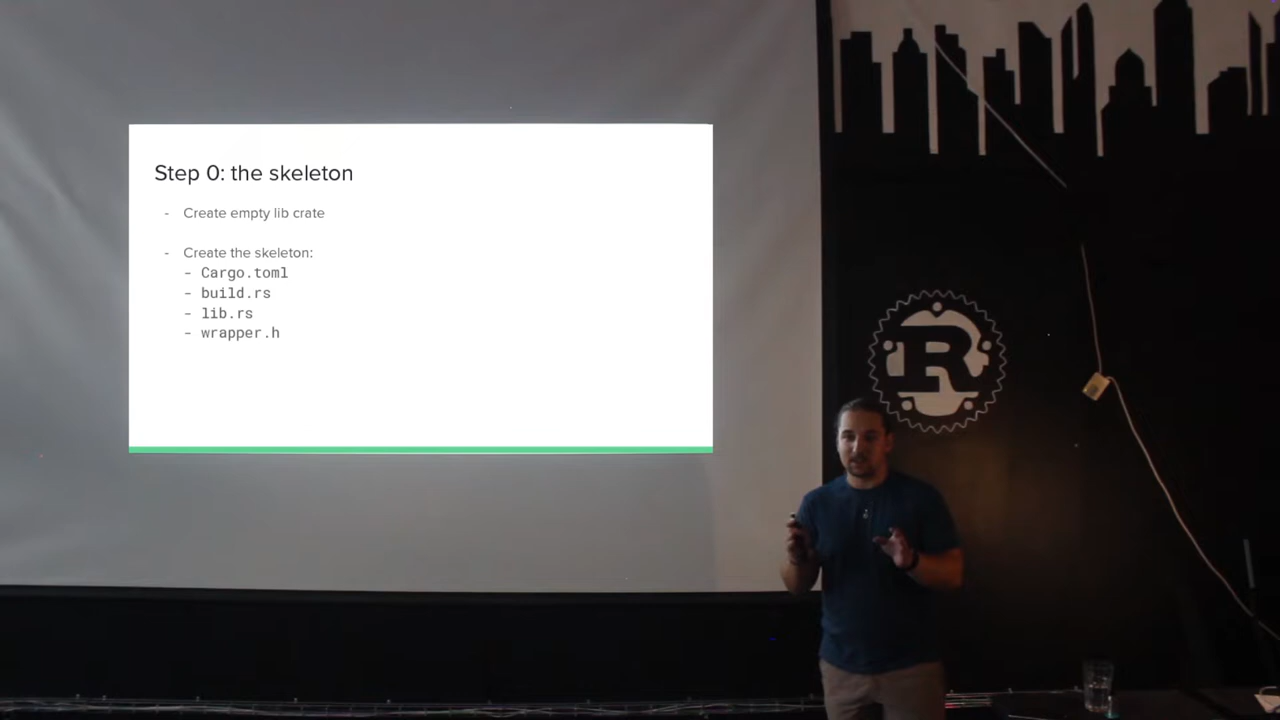 Step 0: the skeleton
- Create empty lib crate
- Create the skeleton:
- Cargo.toml
- build.rs
- lib.rs
- wrapper.h
R